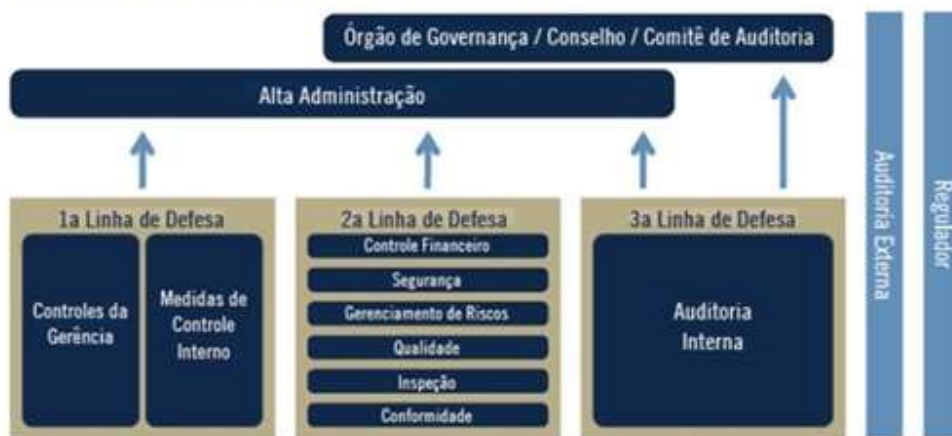 Órgão de Governança / Conselho / Comitê de Auditoria
Alta Administração
1a Linha de Defesa
Controles da
Gerência
Medidas de
Controle
Interno
2a Linha de Defesa
Controle Financeiro
Segurança
Gerenciamento de Riscos
Qualidade
Inspeção
Conformidade
3a Linha de Defesa
Auditoria
Interna
Auditoria Externa
Regulador